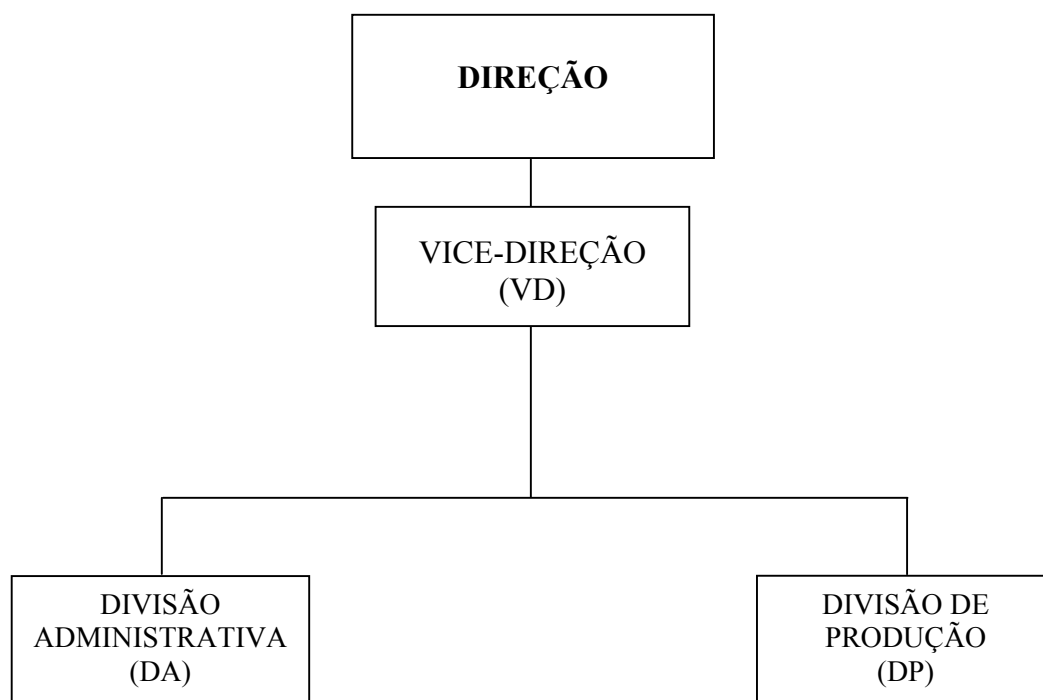 DIREÇÃO
VICE-DIREÇÃO
(VD)
DIVISÃO
ADMINISTRATIVA
(DA)
DIVISÃO DE
PRODUÇÃO
(DP)